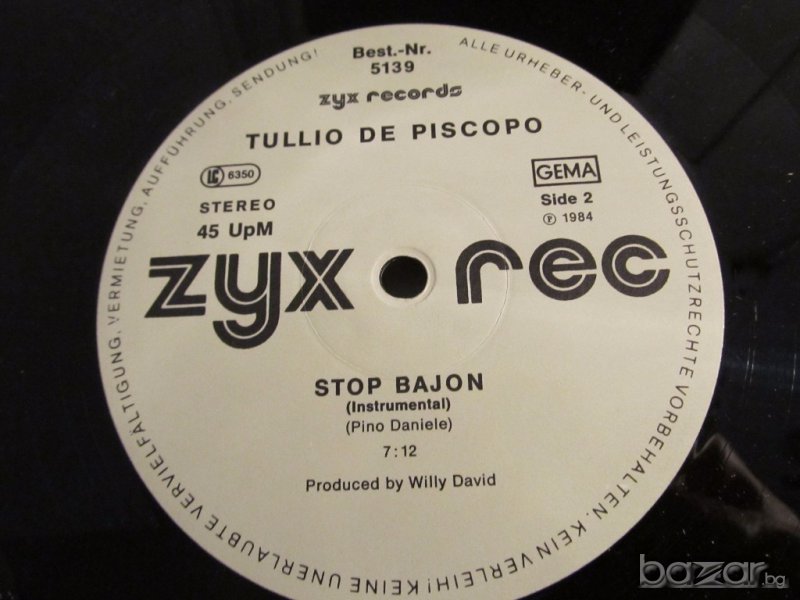 Best.-Nr.
5139
zyx records
TULLIO DE PISCOPO
LC 6350
STEREO
45 UpM
GEMA
Side 2
Ⓟ 1984
zyx rec
STOP BAJON
(Instrumental)
(Pino Daniele)
7:12
Produced by Willy David
ALLE URHEBER- UND LEISTUNGSSCHUTZRECHTE VORBEHALTEN. KEIN VERLEIH! KEINE UNERLAUBTE VERVIELFÄLTIGUNG, VERMIETUNG, AUFFÜHRUNG, SENDUNG!
bazar.bg